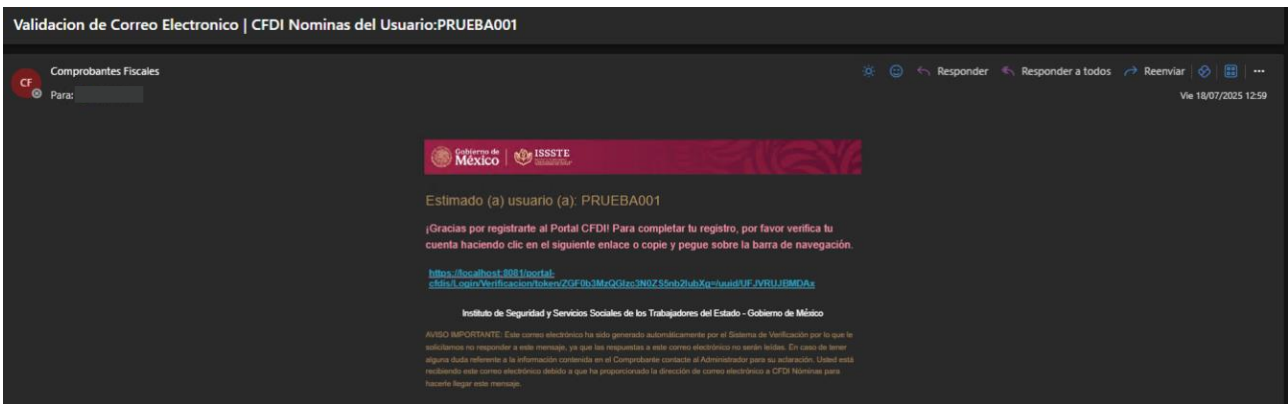 Validacion de Correo Electronico | CFDI Nominas del Usuario:PRUEBA001
CF
Comprobantes Fiscales
Responder
Responder a todos
Reenviar
Para:
Vie 18/07/2025 12:59
Gobierno de
México
ISSSTE
Estimado (a) usuario (a): PRUEBA001
¡Gracias por registrarte al Portal CFDI! Para completar tu registro, por favor verifica tu
cuenta haciendo clic en el siguiente enlace o copie y pegue sobre la barra de navegación.
https://localhost:8081/portal-
cfdis/Login/Verificacion/token/ZGF0b3MzQGlzc3N0ZS5nb2IubXg=/uuid/UFJVRUJBMDAx
Instituto de Seguridad y Servicios Sociales de los Trabajadores del Estado - Gobierno de México
AVISO IMPORTANTE: Este correo electrónico ha sido generado automáticamente por el Sistema de Verificación por lo que le
solicitamos no responder a este mensaje, ya que las respuestas a este correo electrónico no serán leídas. En caso de tener
alguna duda referente a la información contenida en el Comprobante contacte al Administrador para su aclaración. Usted está
recibiendo este correo electrónico debido a que ha proporcionado la dirección de correo electrónico a CFDI Nóminas para
hacerle llegar este mensaje.